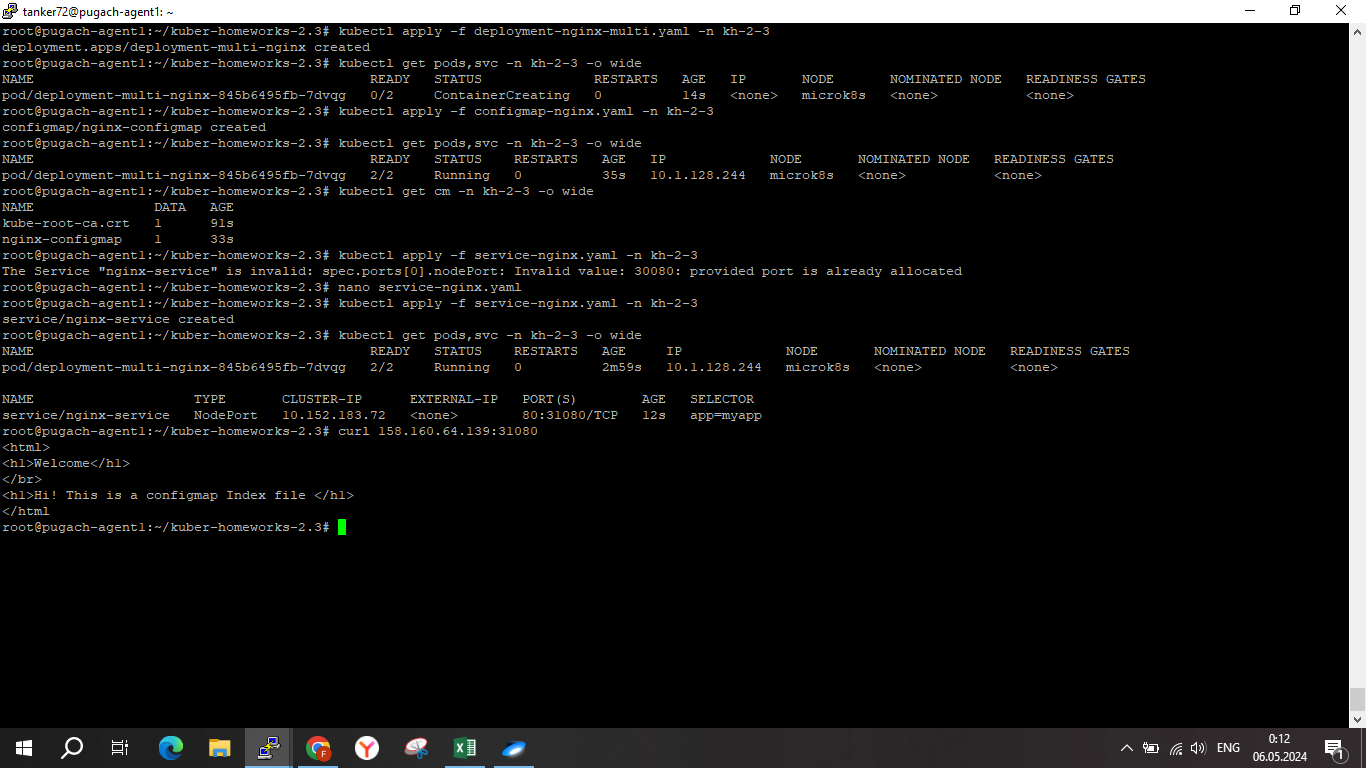 tanker72@pugach-agent1: ~
root@pugach-agent1:~/kuber-homeworks-2.3# kubectl apply -f deployment-nginx-multi.yaml -n kh-2-3
deployment.apps/deployment-multi-nginx created
root@pugach-agent1:~/kuber-homeworks-2.3# kubectl get pods,svc -n kh-2-3 -o wide
NAME READY STATUS RESTARTS AGE IP NODE NOMINATED NODE READINESS GATES
pod/deployment-multi-nginx-845b6495fb-7dvqg 0/2 ContainerCreating 0 14s <none> microk8s <none> <none>
root@pugach-agent1:~/kuber-homeworks-2.3# kubectl apply -f configmap-nginx.yaml -n kh-2-3
configmap/nginx-configmap created
root@pugach-agent1:~/kuber-homeworks-2.3# kubectl get pods,svc -n kh-2-3 -o wide
NAME READY STATUS RESTARTS AGE IP NODE NOMINATED NODE READINESS GATES
pod/deployment-multi-nginx-845b6495fb-7dvqg 2/2 Running 0 35s 10.1.128.244 microk8s <none> <none>
root@pugach-agent1:~/kuber-homeworks-2.3# kubectl get cm -n kh-2-3 -o wide
NAME DATA AGE
kube-root-ca.crt 1 91s
nginx-configmap 1 33s
root@pugach-agent1:~/kuber-homeworks-2.3# kubectl apply -f service-nginx.yaml -n kh-2-3
The Service "nginx-service" is invalid: spec.ports[0].nodePort: Invalid value: 30080: provided port is already allocated
root@pugach-agent1:~/kuber-homeworks-2.3# nano service-nginx.yaml
root@pugach-agent1:~/kuber-homeworks-2.3# kubectl apply -f service-nginx.yaml -n kh-2-3
service/nginx-service created
root@pugach-agent1:~/kuber-homeworks-2.3# kubectl get pods,svc -n kh-2-3 -o wide
NAME READY STATUS RESTARTS AGE IP NODE NOMINATED NODE READINESS GATES
pod/deployment-multi-nginx-845b6495fb-7dvqg 2/2 Running 0 2m59s 10.1.128.244 microk8s <none> <none>
NAME TYPE CLUSTER-IP EXTERNAL-IP PORT(S) AGE SELECTOR
service/nginx-service NodePort 10.152.183.72 <none> 80:31080/TCP 12s app=myapp
root@pugach-agent1:~/kuber-homeworks-2.3# curl 158.160.64.139:31080
<html>
<h1>Welcome</h1>
</br>
<h1>Hi! This is a configmap Index file </h1>
</html
root@pugach-agent1:~/kuber-homeworks-2.3#
ENG
0:12
06.05.2024
1